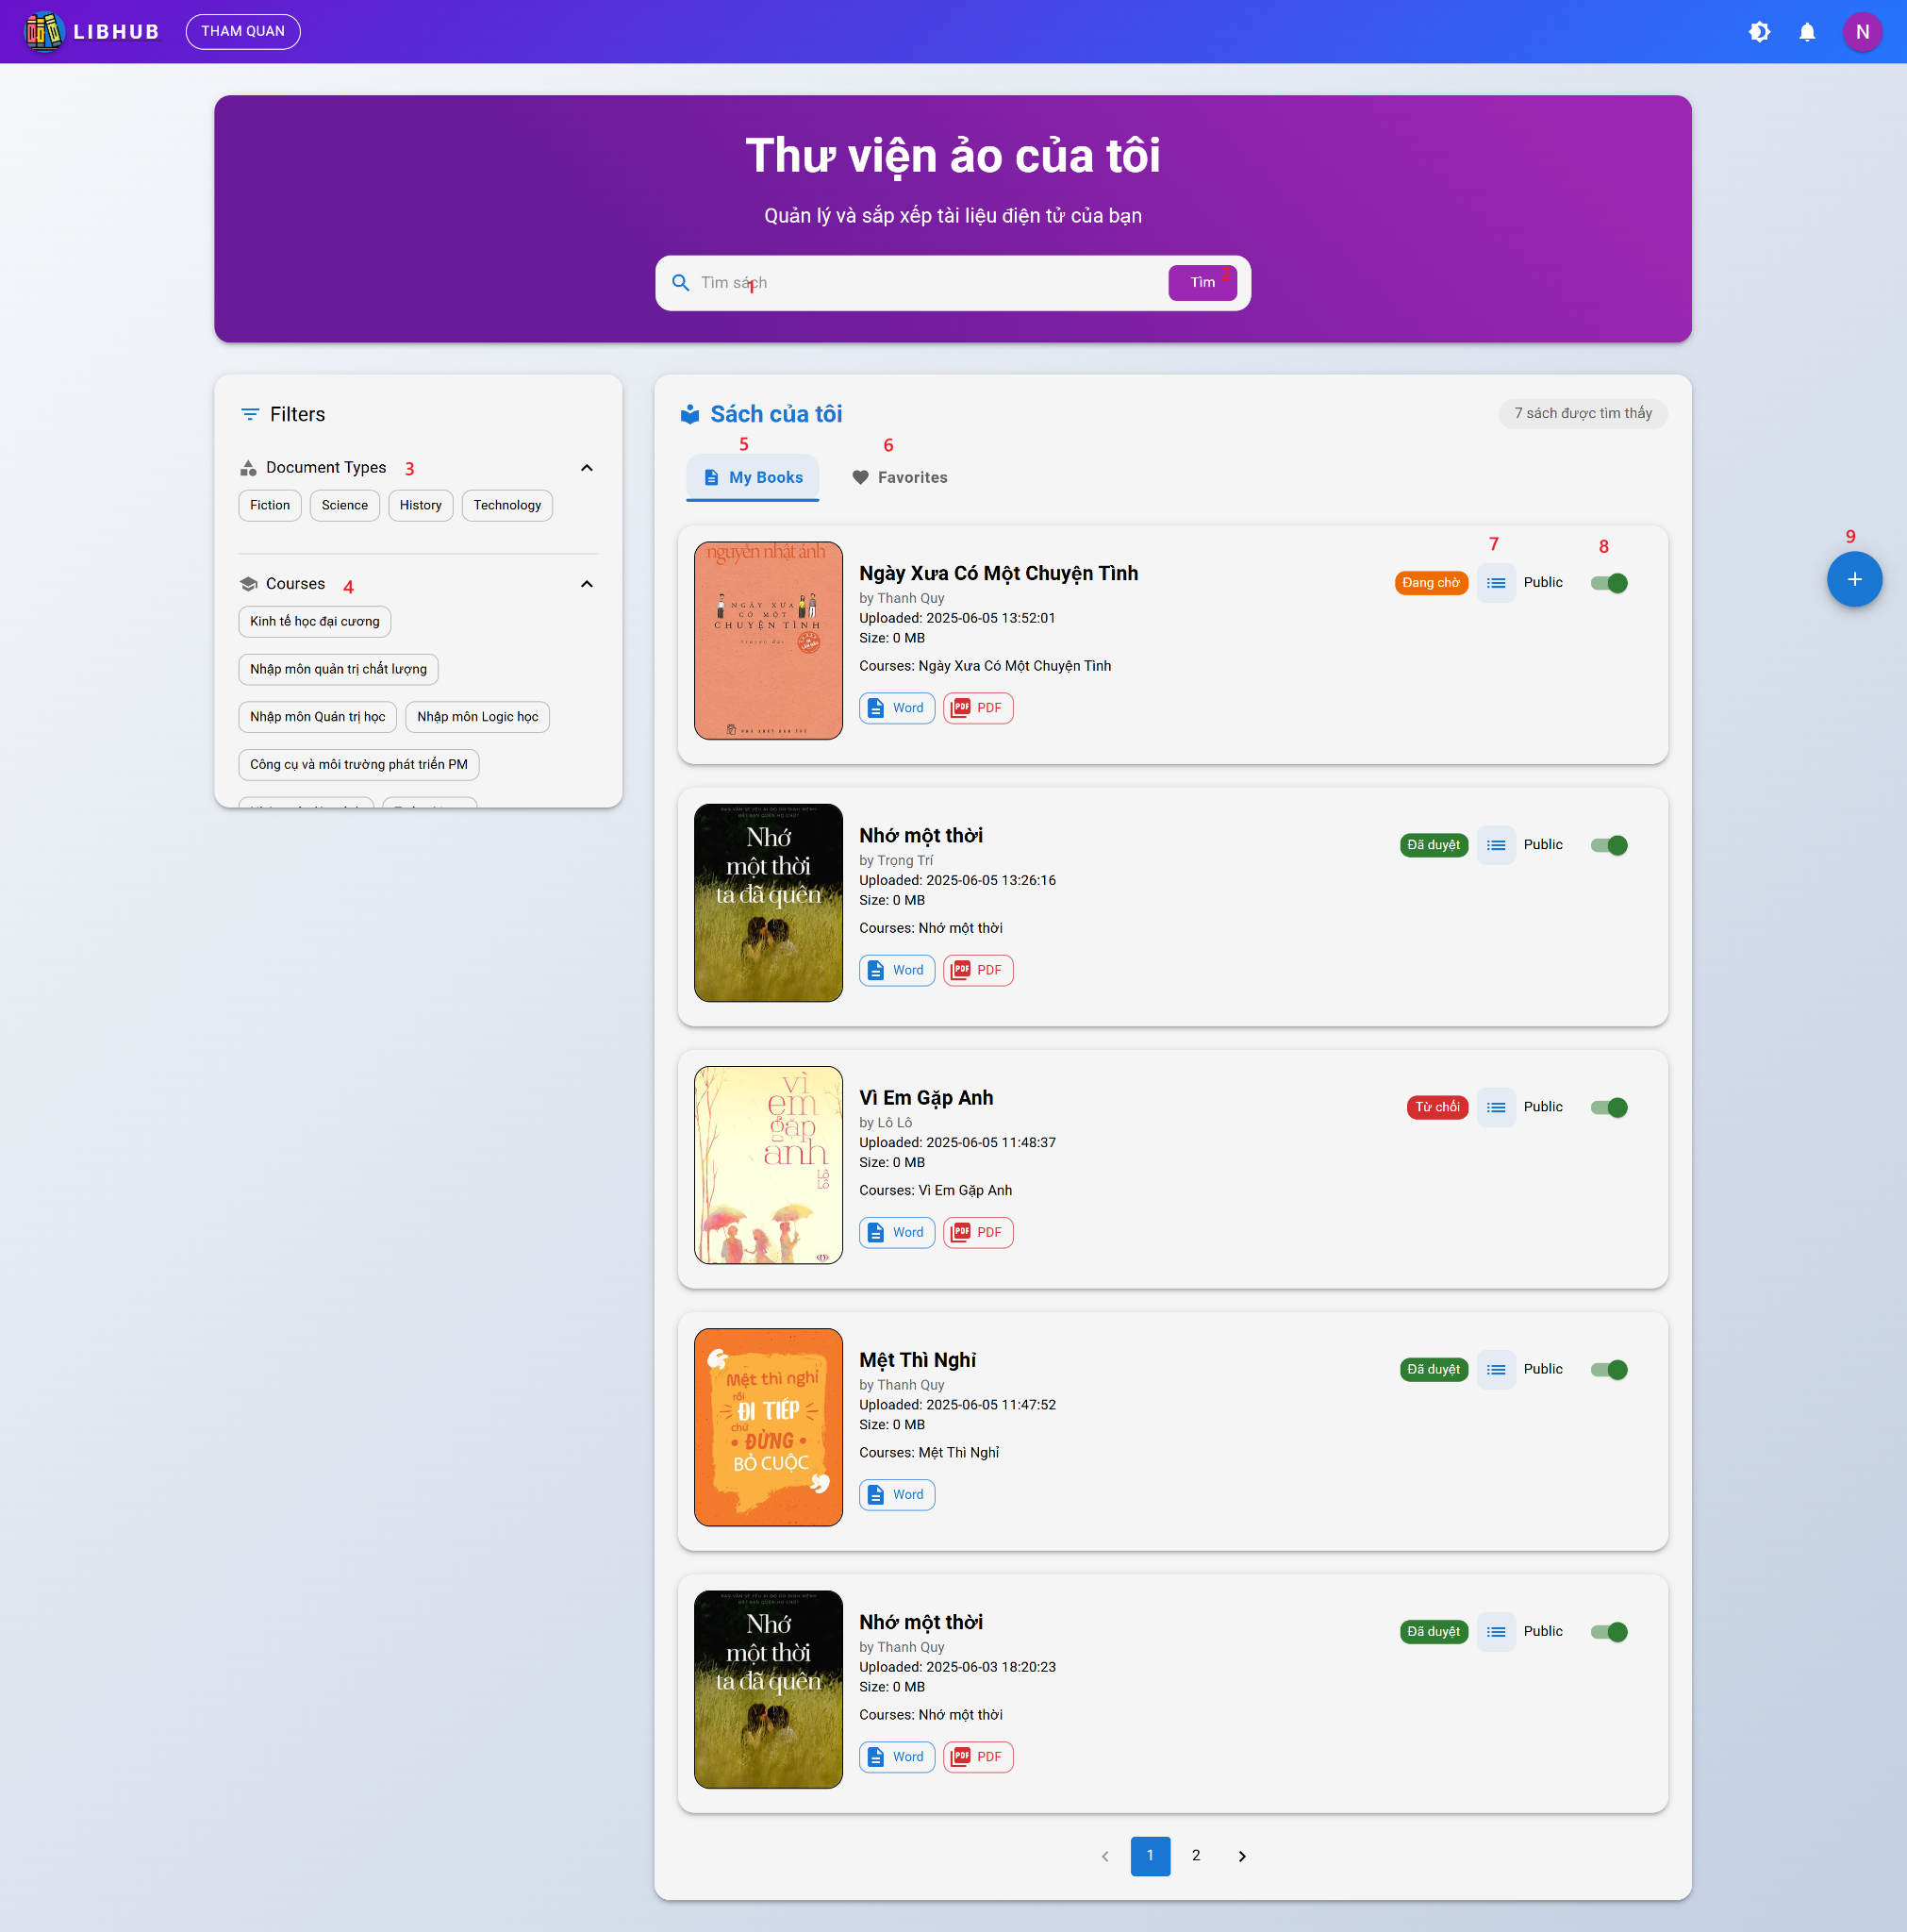 LIBHUB
THAM QUAN
N
Thư viện ảo của tôi
Quản lý và sắp xếp tài liệu điện tử của bạn
Tìm sách
1
Tìm
2
Filters
Document Types
3
Fiction
Science
History
Technology
Courses
4
Kinh tế học đại cương
Nhập môn quản trị chất lượng
Nhập môn Quản trị học
Nhập môn Logic học
Công cụ và môi trường phát triển PM
Sách của tôi
7 sách được tìm thấy
5
6
My Books
Favorites
nguyễn nhật ánh
NGÀY XƯA
CÓ MỘT
CHUYỆN TÌNH
Ngày Xưa Có Một Chuyện Tình
by Thanh Quy
Uploaded: 2025-06-05 13:52:01
Size: 0 MB
Courses: Ngày Xưa Có Một Chuyện Tình
Word
PDF
7
8
Đang chờ
Public
9
+
Nhớ
một thời
ta đã quên
Nhớ một thời
by Trọng Trí
Uploaded: 2025-06-05 13:26:16
Size: 0 MB
Courses: Nhớ một thời
Word
PDF
Đã duyệt
Public
vì
em
gặp
anh
Lô
Lô
Vì Em Gặp Anh
by Lô Lô
Uploaded: 2025-06-05 11:48:37
Size: 0 MB
Courses: Vì Em Gặp Anh
Word
PDF
Từ chối
Public
Mệt thì nghỉ
rồi
ĐI TIẾP
chứ
ĐỪNG
BỎ CUỘC
Mệt Thì Nghỉ
by Thanh Quy
Uploaded: 2025-06-05 11:47:52
Size: 0 MB
Courses: Mệt Thì Nghỉ
Word
Đã duyệt
Public
Nhớ
một thời
ta đã quên
Nhớ một thời
by Thanh Quy
Uploaded: 2025-06-03 18:20:23
Size: 0 MB
Courses: Nhớ một thời
Word
PDF
Đã duyệt
Public
1
2